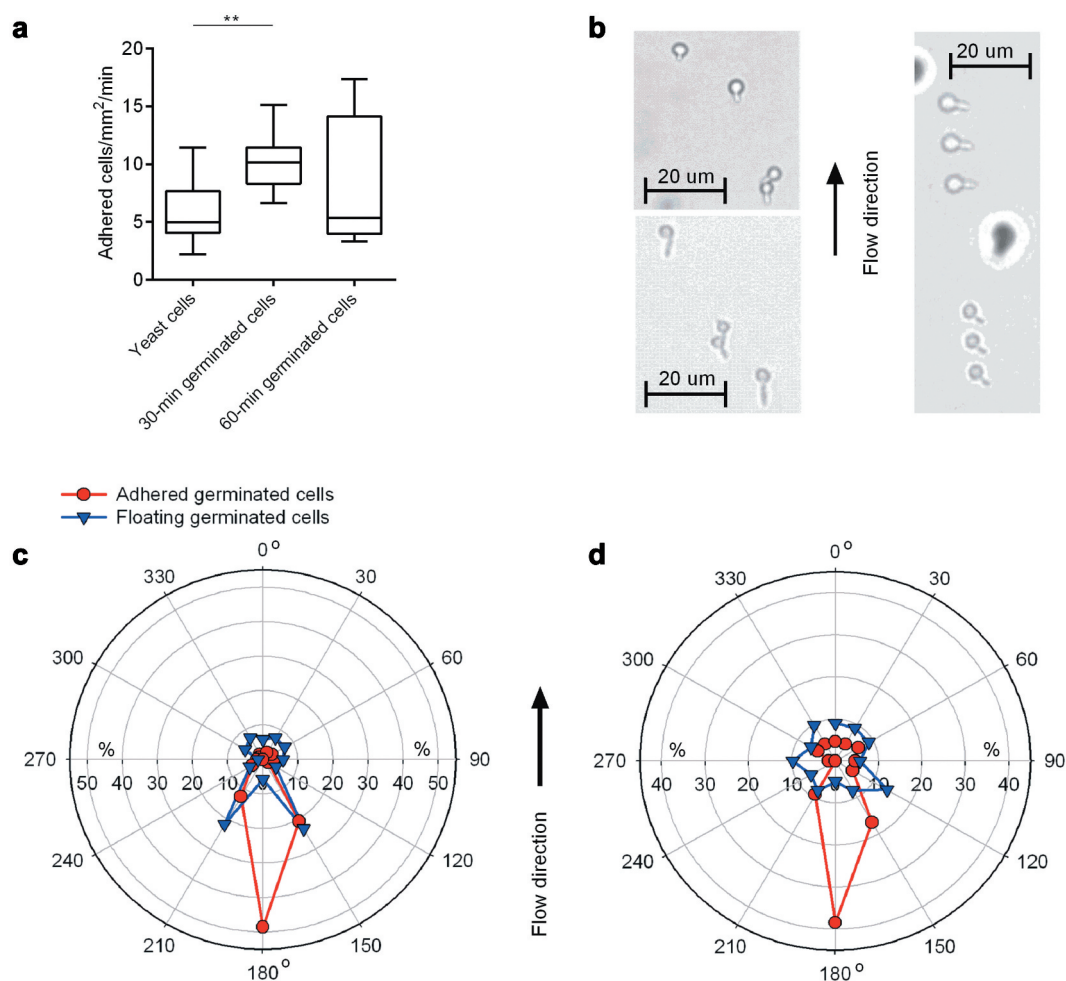 a
**
Adhered cells/mm2/min
20
15
10
5
0
Yeast cells
30-min germinated cells
60-min germinated cells
b
20 um
20 um
20 um
Flow direction
Adhered germinated cells
Floating germinated cells
c
0 o
30
60
90
120
150
180 o
210
240
270
300
330
%
%
50 40 30 20 10 0 10 20 30 40 50
Flow direction
d
0 o
30
60
90
120
150
180 o
210
240
270
300
330
%
%
40 30 20 10 0 10 20 30 40